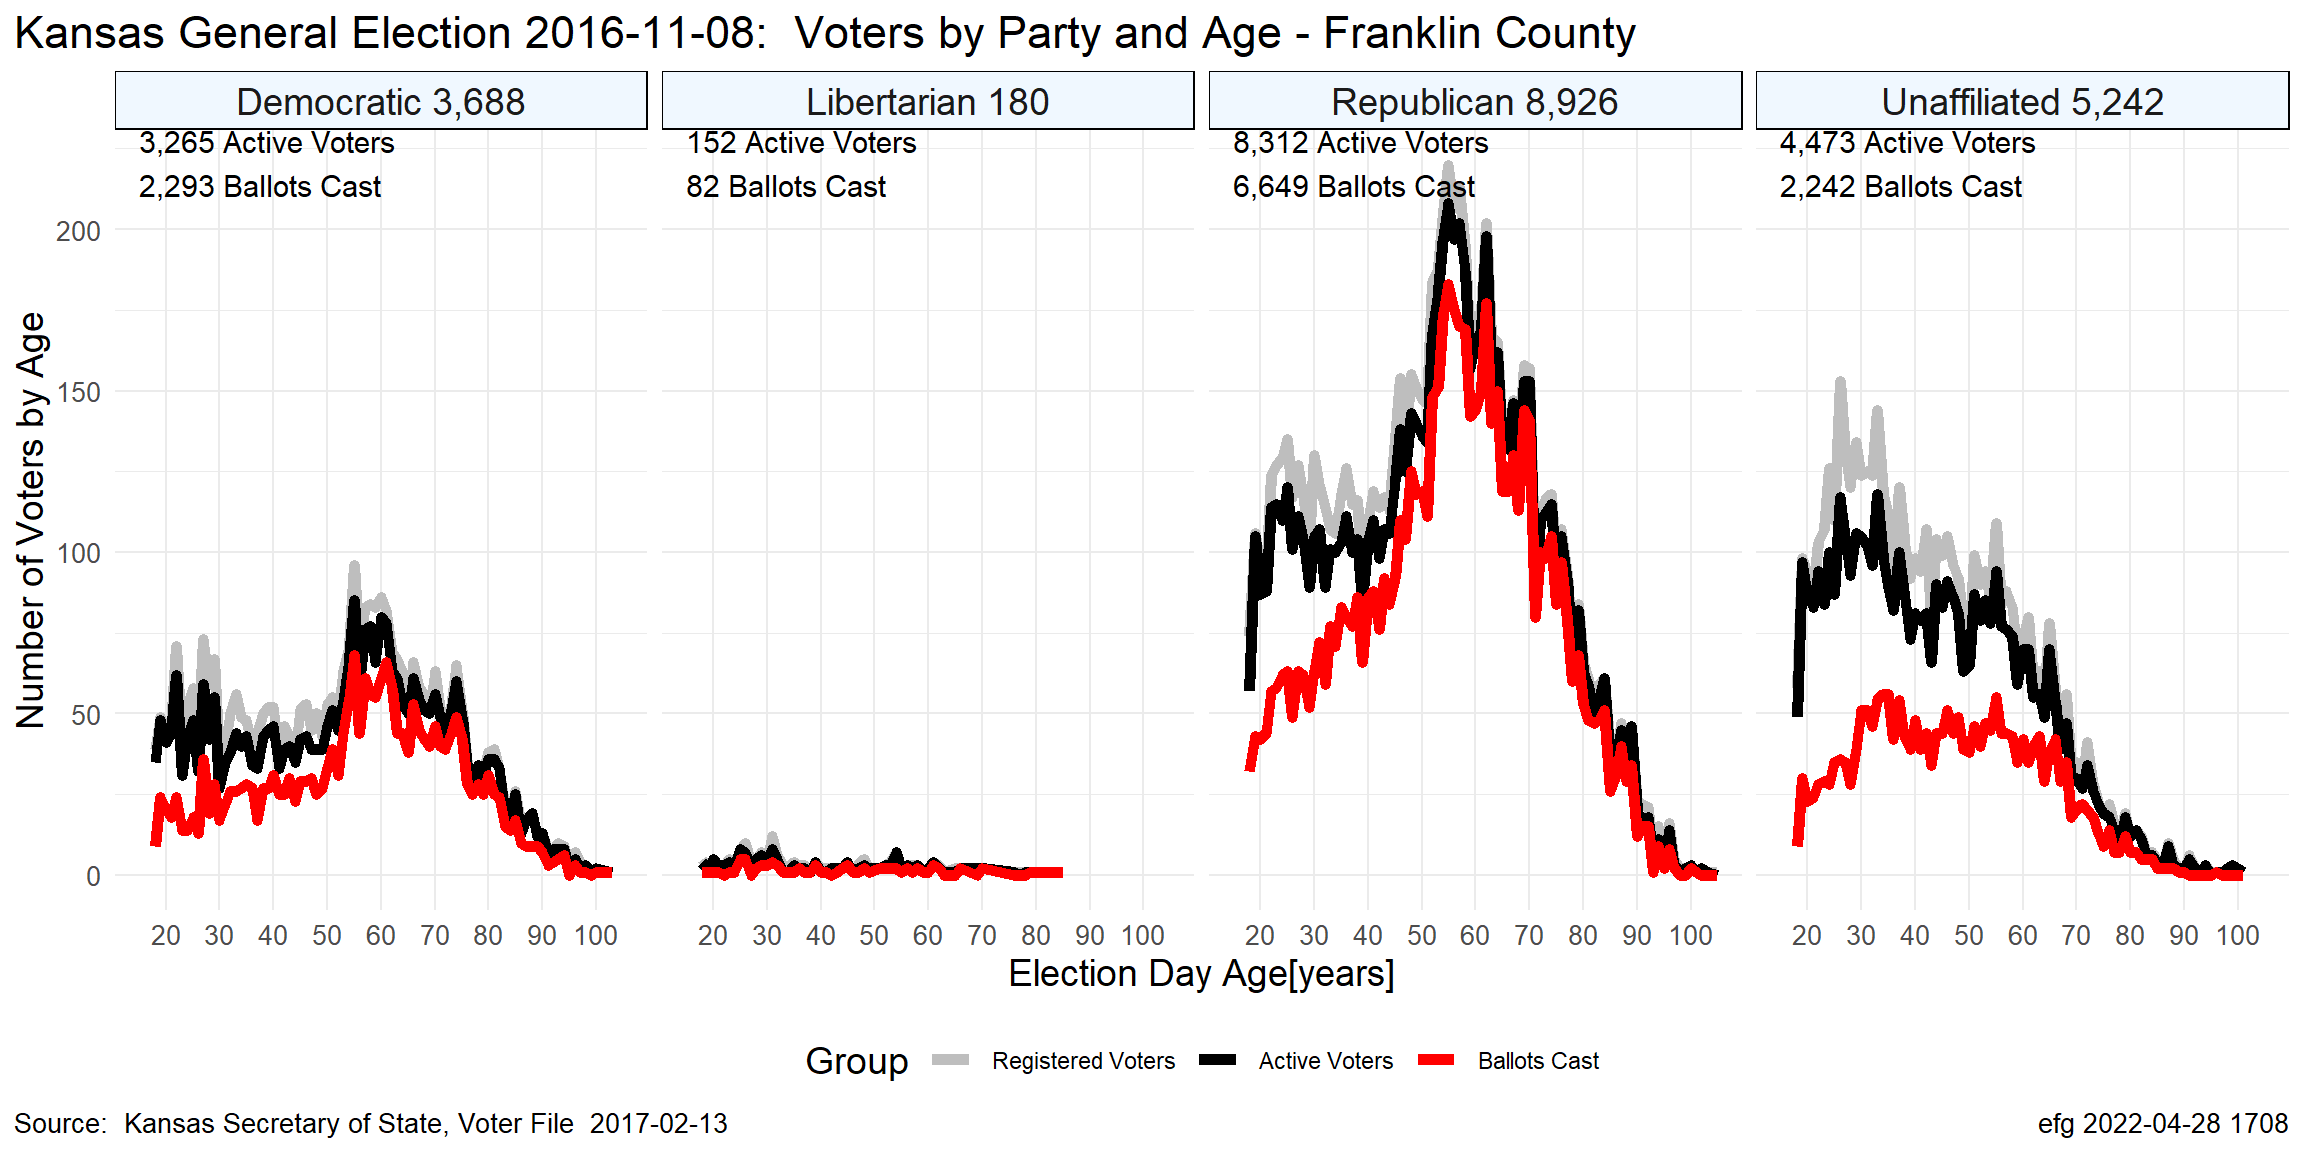 Kansas General Election 2016-11-08:  Voters by Party and Age - Franklin County
Democratic 3,688
Libertarian 180
Republican 8,926
Unaffiliated 5,242
3,265 Active Voters
2,293 Ballots Cast
152 Active Voters
82 Ballots Cast
8,312 Active Voters
6,649 Ballots Cast
4,473 Active Voters
2,242 Ballots Cast
Number of Voters by Age
200
150
100
50
0
20 30 40 50 60 70 80 90 100
20 30 40 50 60 70 80 90 100
20 30 40 50 60 70 80 90 100
20 30 40 50 60 70 80 90 100
Election Day Age[years]
Group Registered Voters Active Voters Ballots Cast
Source:  Kansas Secretary of State, Voter File  2017-02-13
efg 2022-04-28 1708